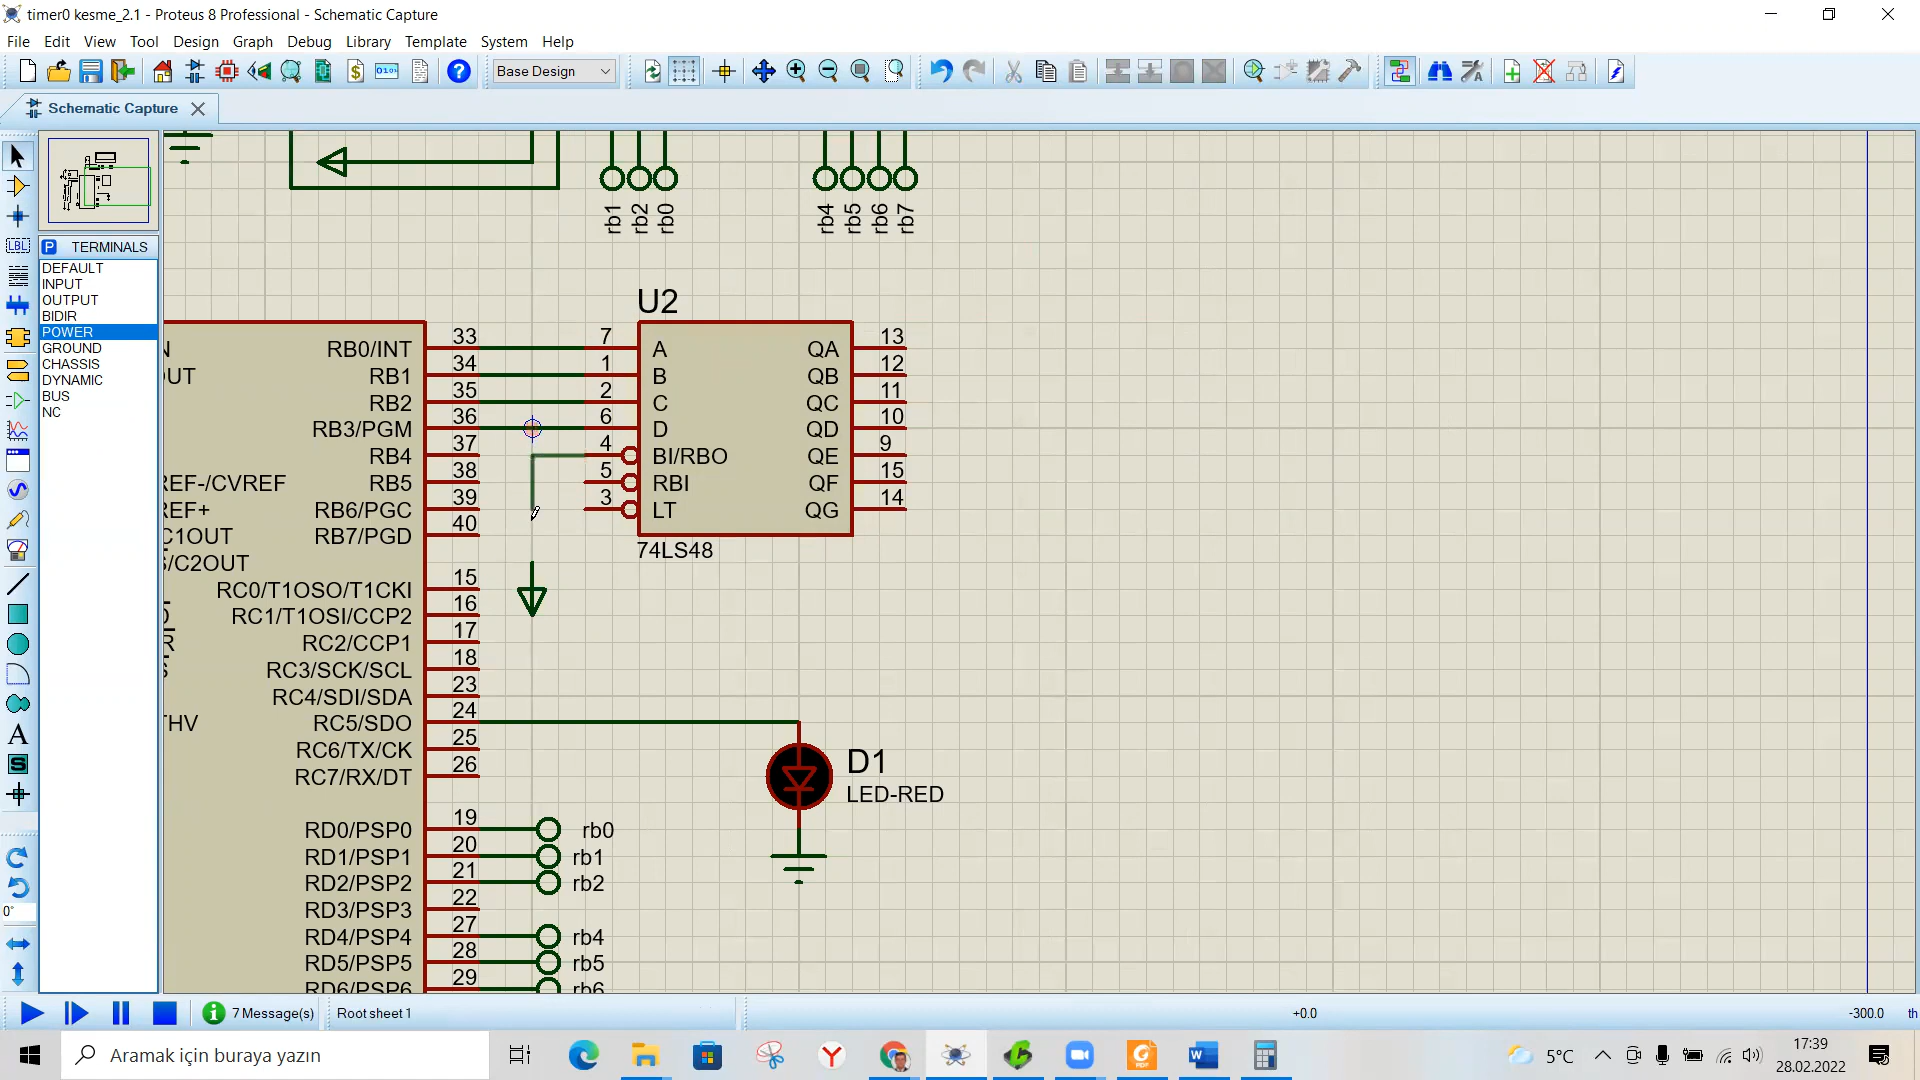 timer0 kesme_2.1 - Proteus 8 Professional - Schematic Capture
File Edit View Tool Design Graph Debug Library Template System Help
Base Design
Schematic Capture
TERMINALS
DEFAULT
INPUT
OUTPUT
BIDIR
POWER
GROUND
CHASSIS
DYNAMIC
BUS
NC
LBL
0°
rb1 rb2 rb0
rb4 rb5 rb6 rb7
U2
RB0/INT 33 7 A QA 13
UT RB1 34 1 B QB 12
RB2 35 2 C QC 11
RB3/PGM 36 6 D QD 10
RB4 37 4 BI/RBO QE 9
REF-/CVREF RB5 38 5 RBI QF 15
REF+ RB6/PGC 39 3 LT QG 14
C1OUT RB7/PGD 40
74LS48
/C2OUT
RC0/T1OSO/T1CKI 15
RC1/T1OSI/CCP2 16
RC2/CCP1 17
RC3/SCK/SCL 18
RC4/SDI/SDA 23
THV RC5/SDO 24
RC6/TX/CK 25
RC7/RX/DT 26
D1
LED-RED
RD0/PSP0 19 rb0
RD1/PSP1 20 rb1
RD2/PSP2 21 rb2
RD3/PSP3 22
RD4/PSP4 27 rb4
RD5/PSP5 28 rb5
RD6/PSP6 29 rb6
7 Message(s) Root sheet 1 +0.0 -300.0 th
Aramak için buraya yazın
5°C
17:39
28.02.2022